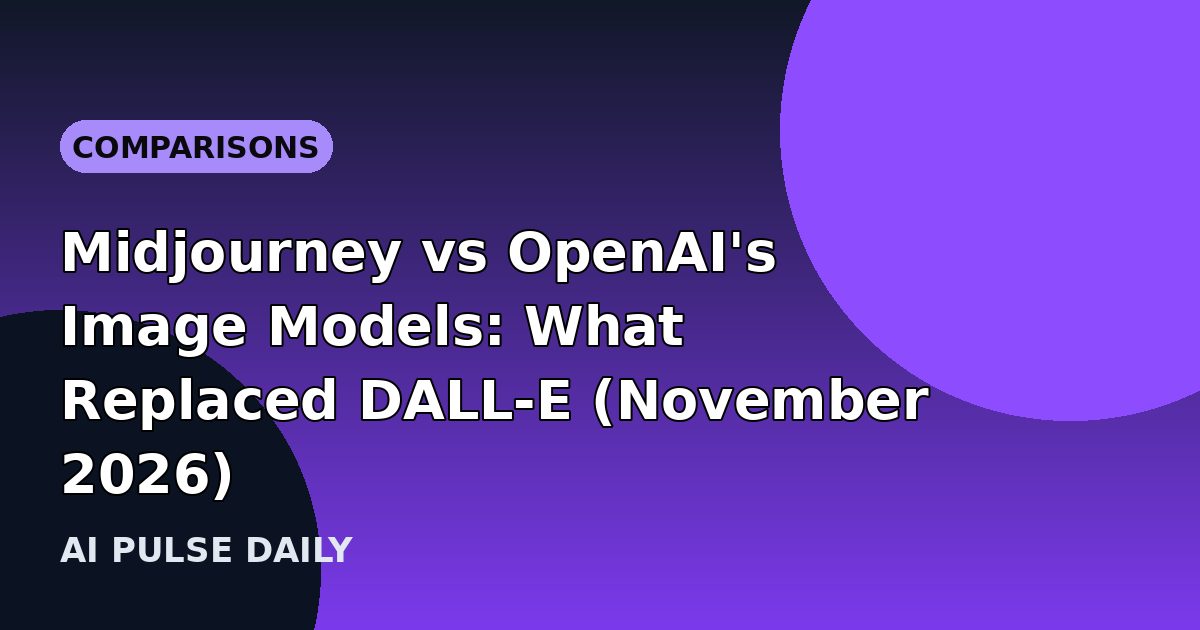 COMPARISONS
Midjourney vs OpenAI's
Image Models: What
Replaced DALL-E (November
2026)
AI PULSE DAILY